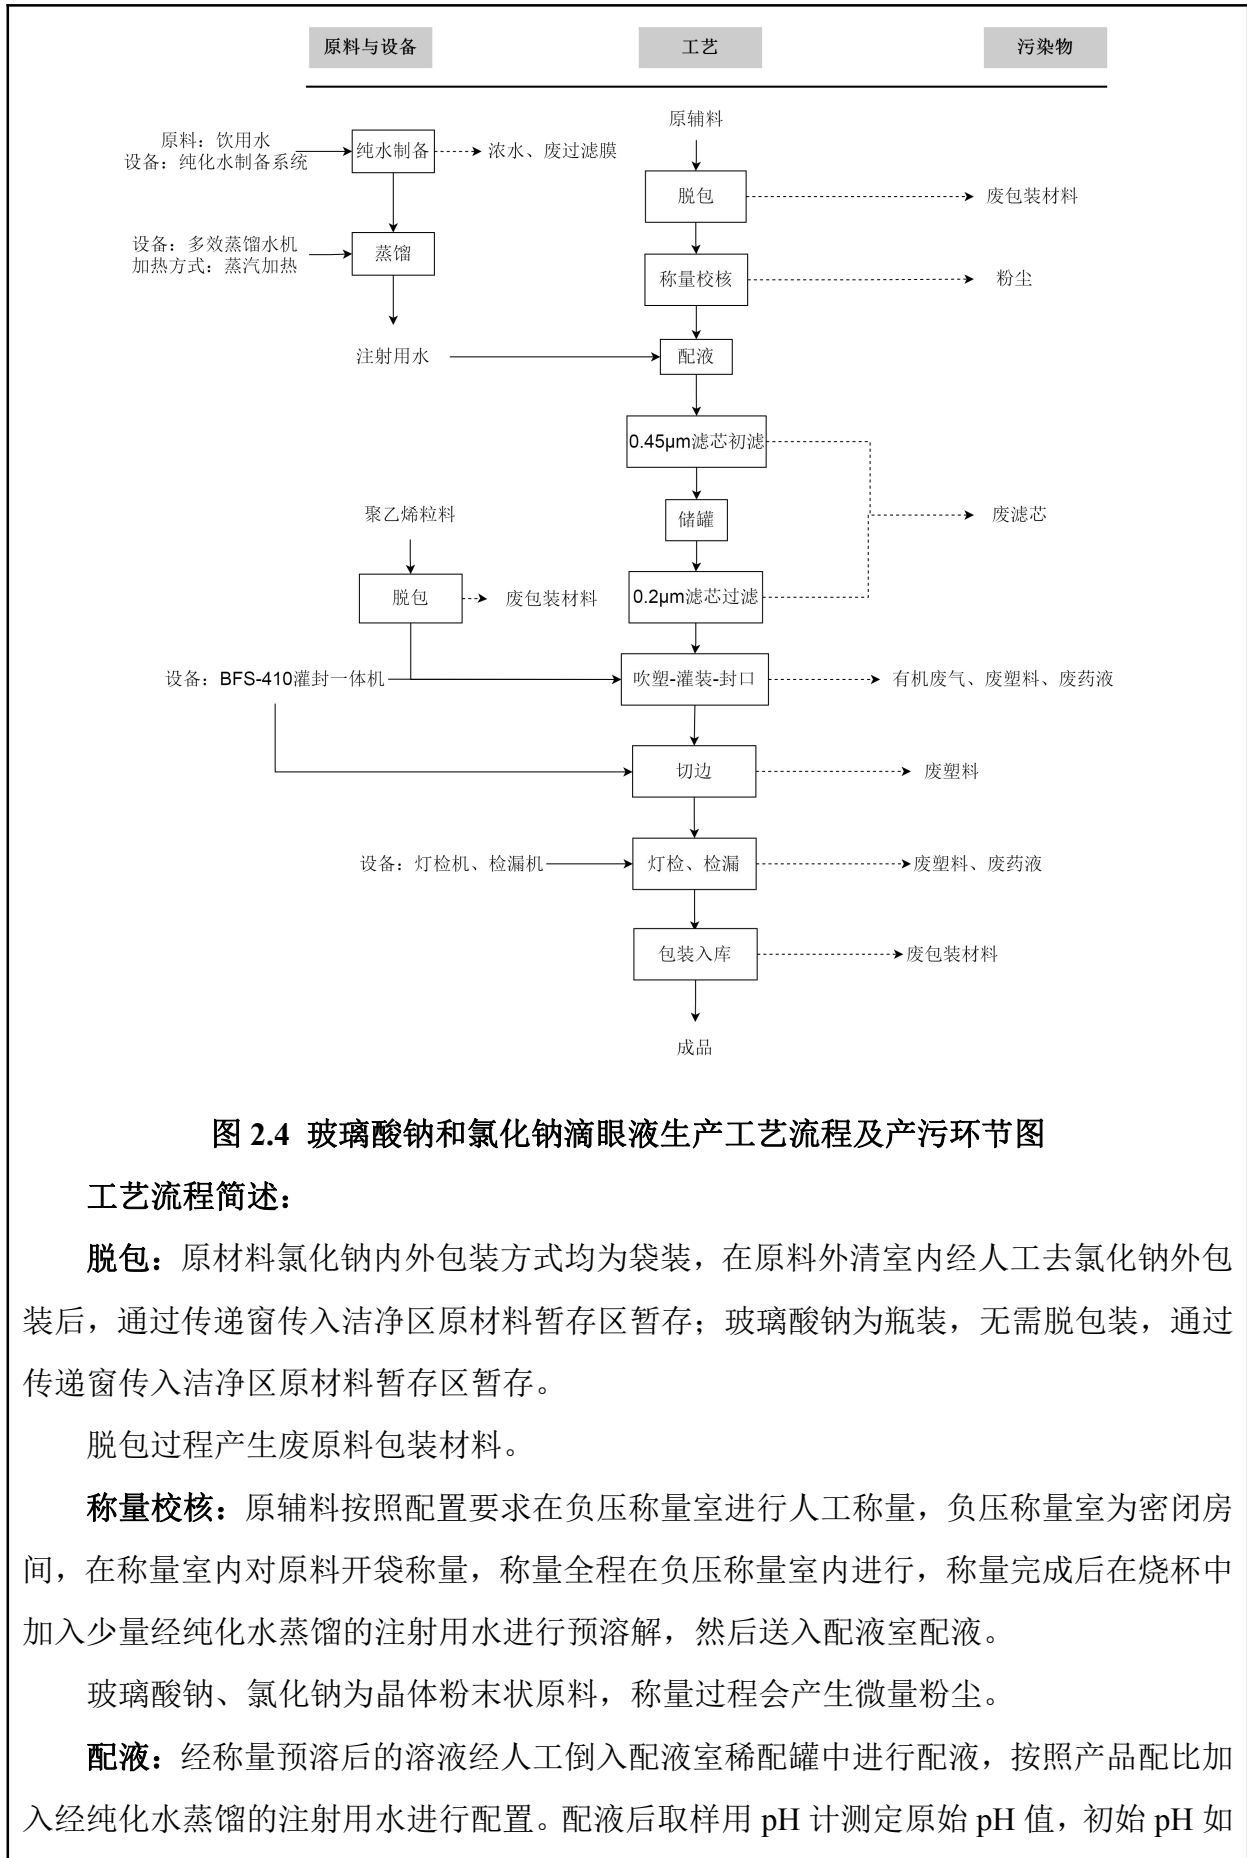 原料与设备
工艺
污染物
原辅料
原料：饮用水
设备：纯化水制备系统
纯水制备
浓水、废过滤膜
脱包
废包装材料
设备：多效蒸馏水机
加热方式：蒸汽加热
蒸馏
称量校核
粉尘
注射用水
配液
0.45μm滤芯初滤
聚乙烯粒料
储罐
废滤芯
脱包
废包装材料
0.2μm滤芯过滤
设备：BFS-410灌封一体机
吹塑-灌装-封口
有机废气、废塑料、废药液
切边
废塑料
设备：灯检机、检漏机
灯检、检漏
废塑料、废药液
包装入库
废包装材料
成品
图 2.4 玻璃酸钠和氯化钠滴眼液生产工艺流程及产污环节图
工艺流程简述：
脱包：原材料氯化钠内外包装方式均为袋装，在原料外清室内经人工去氯化钠外包
装后，通过传递窗传入洁净区原材料暂存区暂存；玻璃酸钠为瓶装，无需脱包装，通过
传递窗传入洁净区原材料暂存区暂存。
脱包过程产生废原料包装材料。
称量校核：原辅料按照配置要求在负压称量室进行人工称量，负压称量室为密闭房
间，在称量室内对原料开袋称量，称量全程在负压称量室内进行，称量完成后在烧杯中
加入少量经纯化水蒸馏的注射用水进行预溶解，然后送入配液室配液。
玻璃酸钠、氯化钠为晶体粉末状原料，称量过程会产生微量粉尘。
配液：经称量预溶后的溶液经人工倒入配液室稀配罐中进行配液，按照产品配比加
入经纯化水蒸馏的注射用水进行配置。配液后取样用 pH 计测定原始 pH 值，初始 pH 如